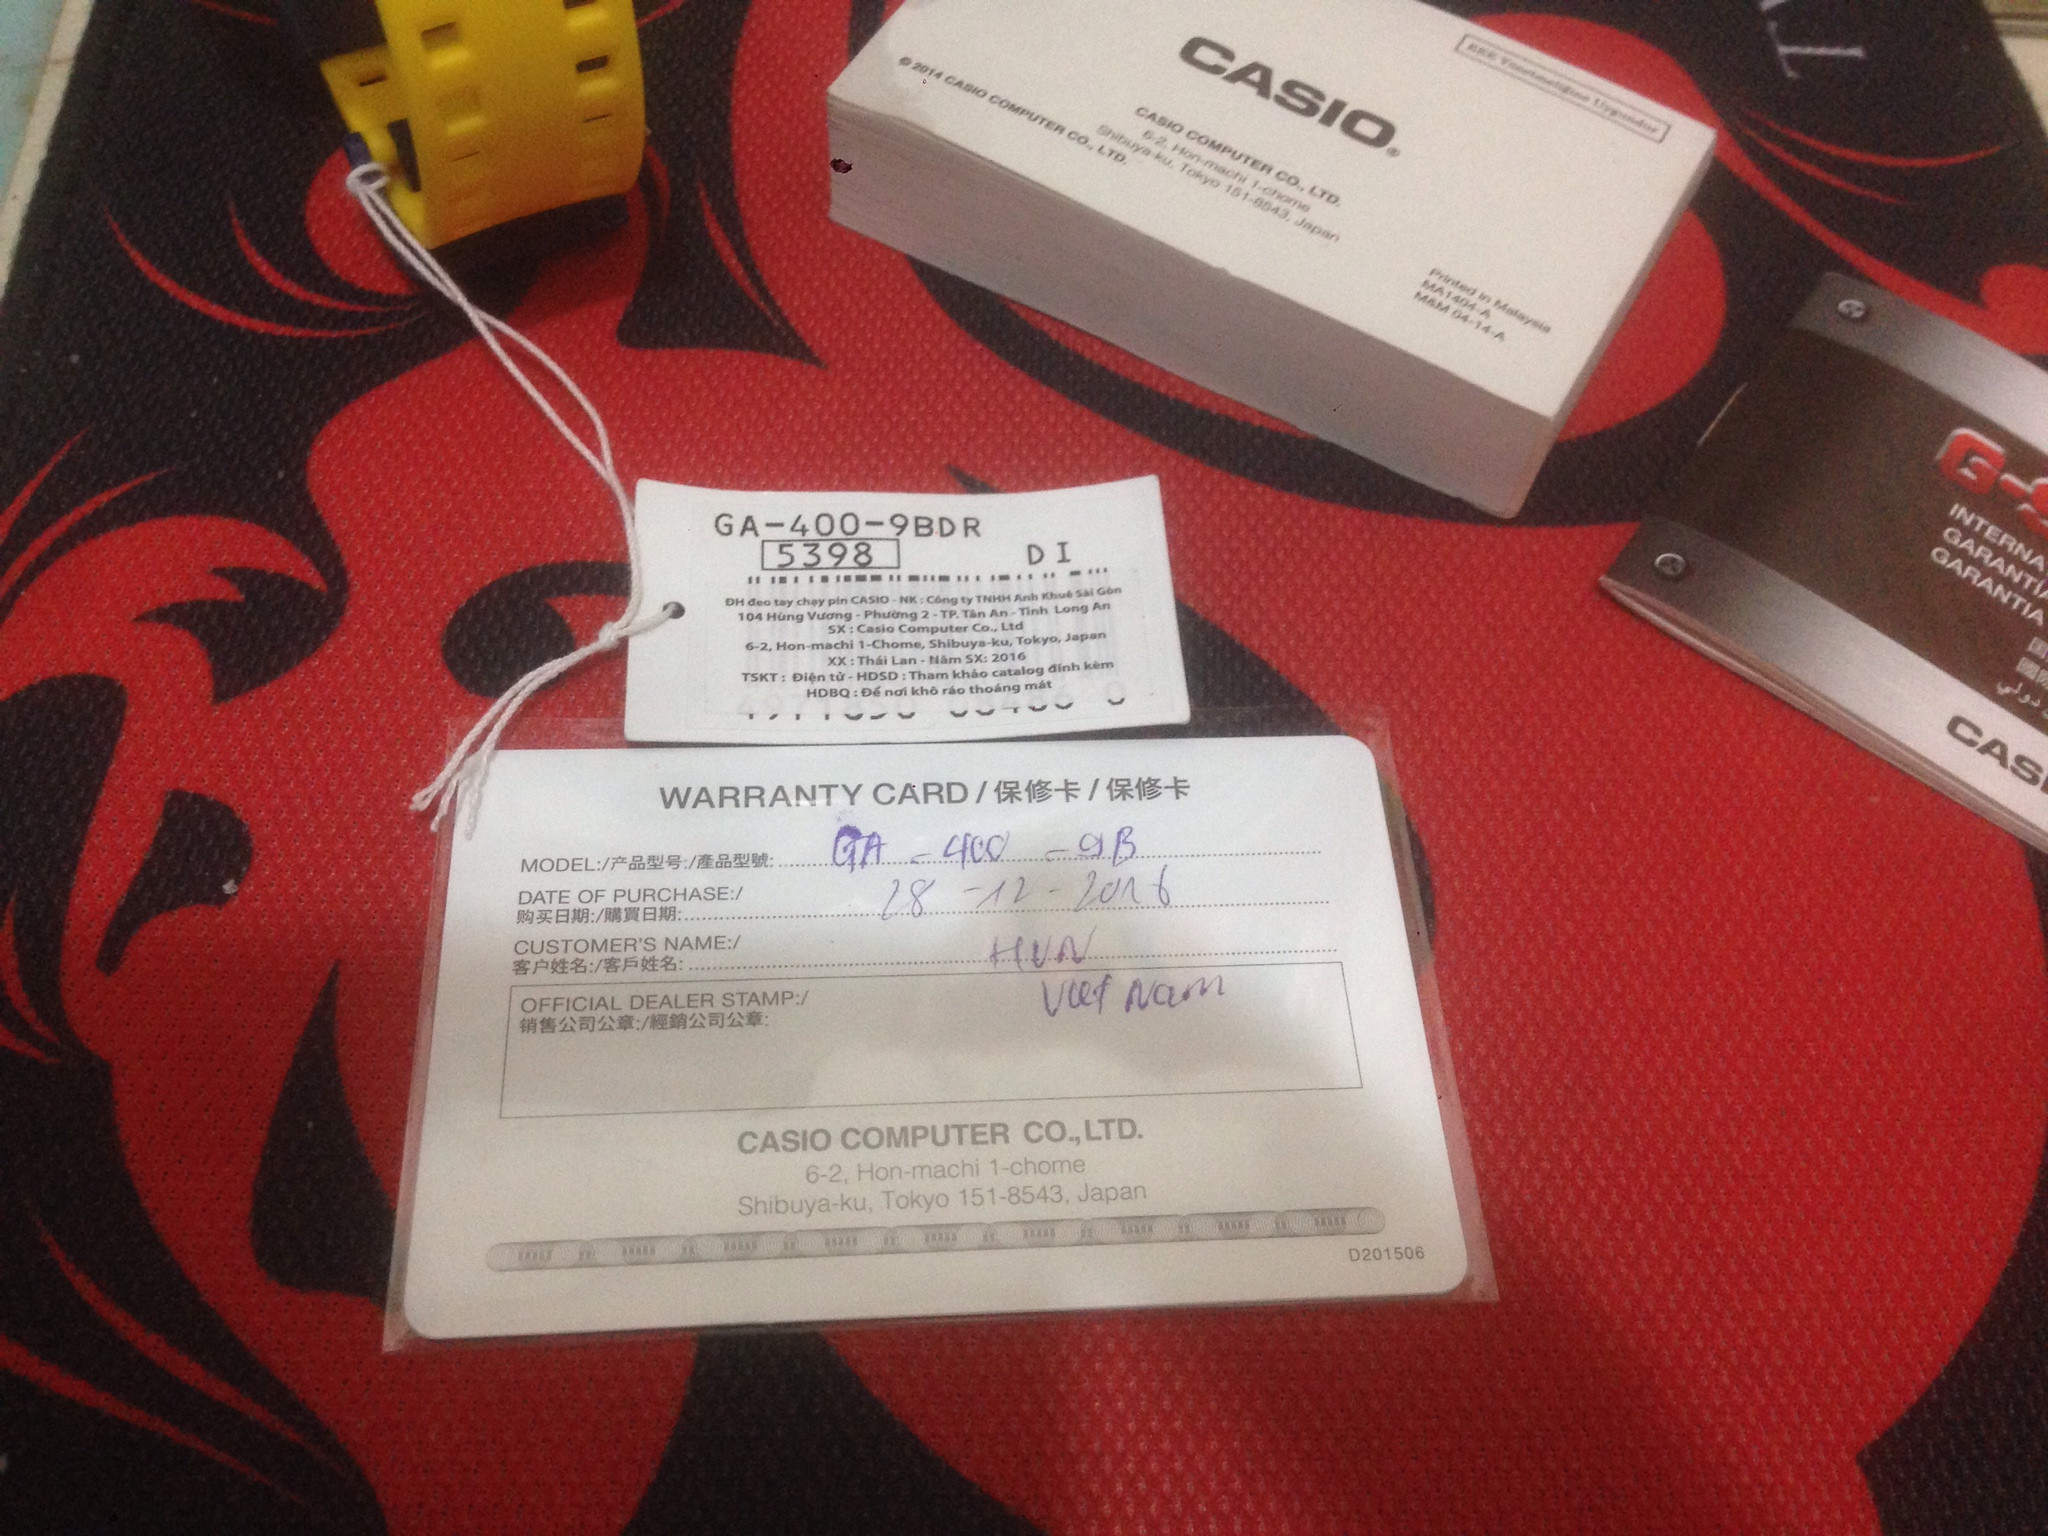 CASIO®
CASIO COMPUTER CO., LTD.
6-2, Hon-machi 1-chome
Shibuya-ku, Tokyo 151-8543, Japan
© 2014 CASIO COMPUTER CO., LTD.
EEE Yönetmeliğine Uygundur
Printed in Malaysia
MA1404-A
M&M 04-14-A
INTERNA
GARANTÍA
GARANTIA
CASI
GA-400-9BDR
5398 DI
ĐH đeo tay chạy pin CASIO - NK : Công ty TNHH Anh Khuê Sài Gòn
104 Hùng Vương - Phường 2 - TP. Tân An - Tỉnh Long An
SX : Casio Computer Co., Ltd
6-2, Hon-machi 1-Chome, Shibuya-ku, Tokyo, Japan
XX : Thái Lan - Năm SX: 2016
TSKT : Điện tử - HDSD : Tham khảo catalog đính kèm
HDBQ : Để nơi khô ráo thoáng mát
WARRANTY CARD / 保修卡 / 保修卡
MODEL:/产品型号:/產品型號: GA - 400 - 9B
DATE OF PURCHASE:/
购买日期:/購買日期: 28 - 12 - 2016
CUSTOMER'S NAME:/
客户姓名:/客戶姓名: HVN
Viet Nam
OFFICIAL DEALER STAMP:/
销售公司公章:/經銷公司公章:
CASIO COMPUTER CO.,LTD.
6-2, Hon-machi 1-chome
Shibuya-ku, Tokyo 151-8543, Japan
D201506